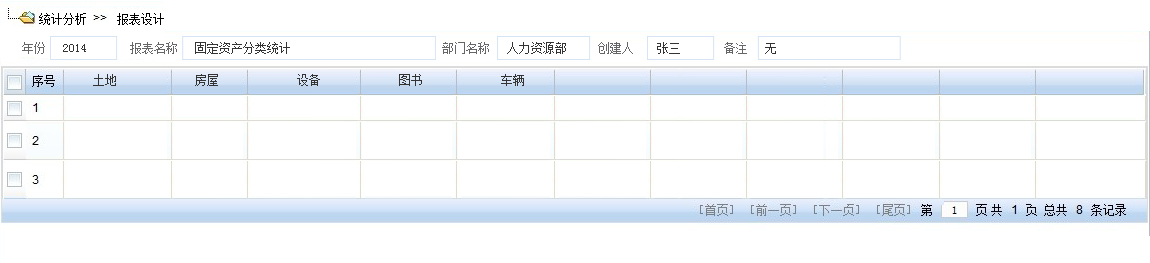 统计分析 >> 报表设计
年份 2014 报表名称 固定资产分类统计 部门名称 人力资源部 创建人 张三 备注 无
序号 土地 房屋 设备 图书 车辆
1
2
3
[首页] [前一页] [下一页] [尾页] 第 1 页 共 1 页 总共 8 条记录